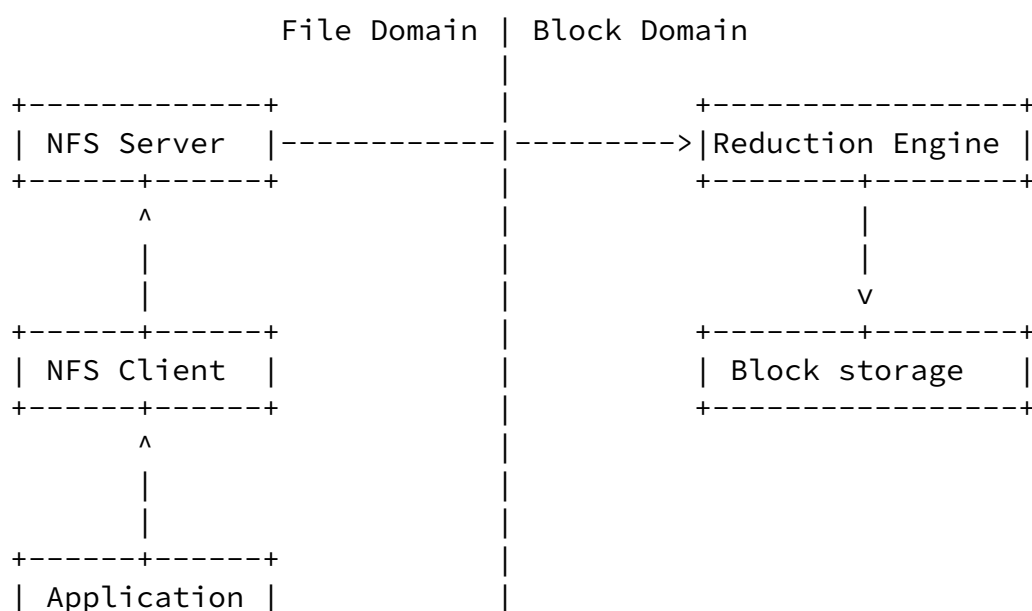 File Domain | Block Domain
NFS Server Reduction Engine
NFS Client Block storage
Application